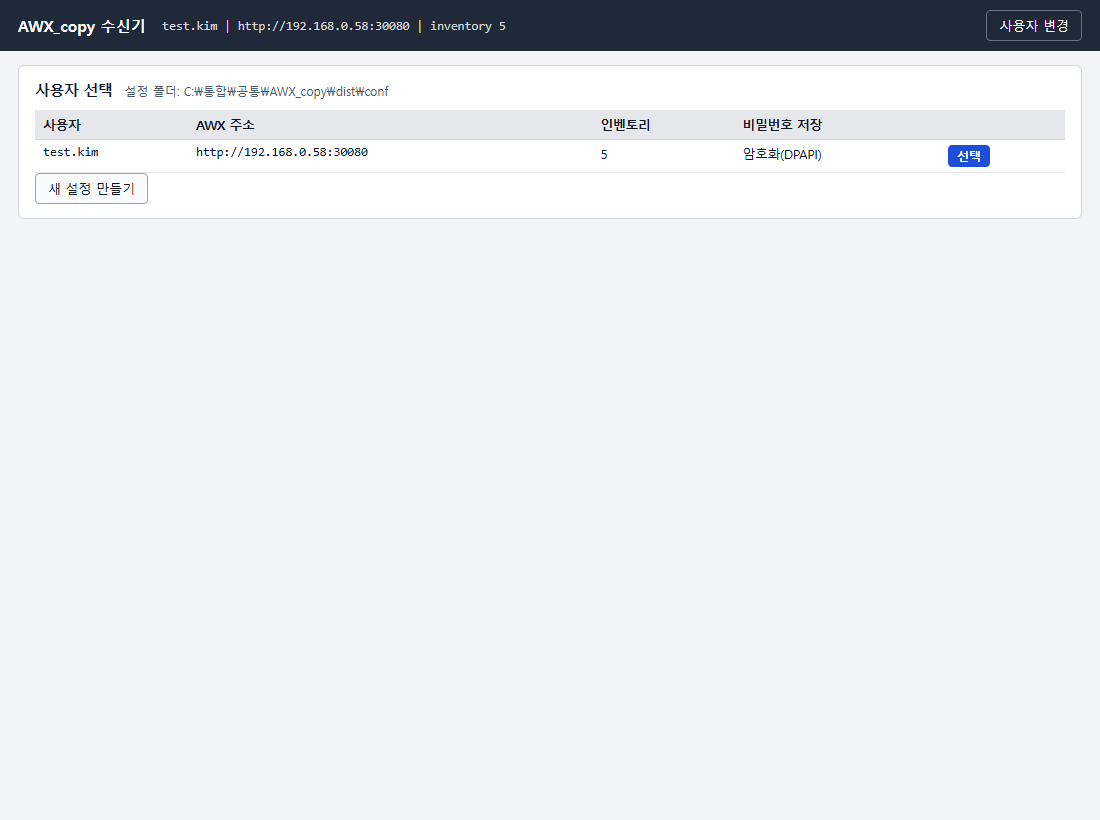 AWX_copy 수신기 test.kim | http://192.168.0.58:30080 | inventory 5 사용자 변경
사용자 선택 설정 폴더: C:₩통합₩공통₩AWX_copy₩dist₩conf
사용자 AWX 주소 인벤토리 비밀번호 저장
test.kim http://192.168.0.58:30080 5 암호화(DPAPI) 선택
새 설정 만들기